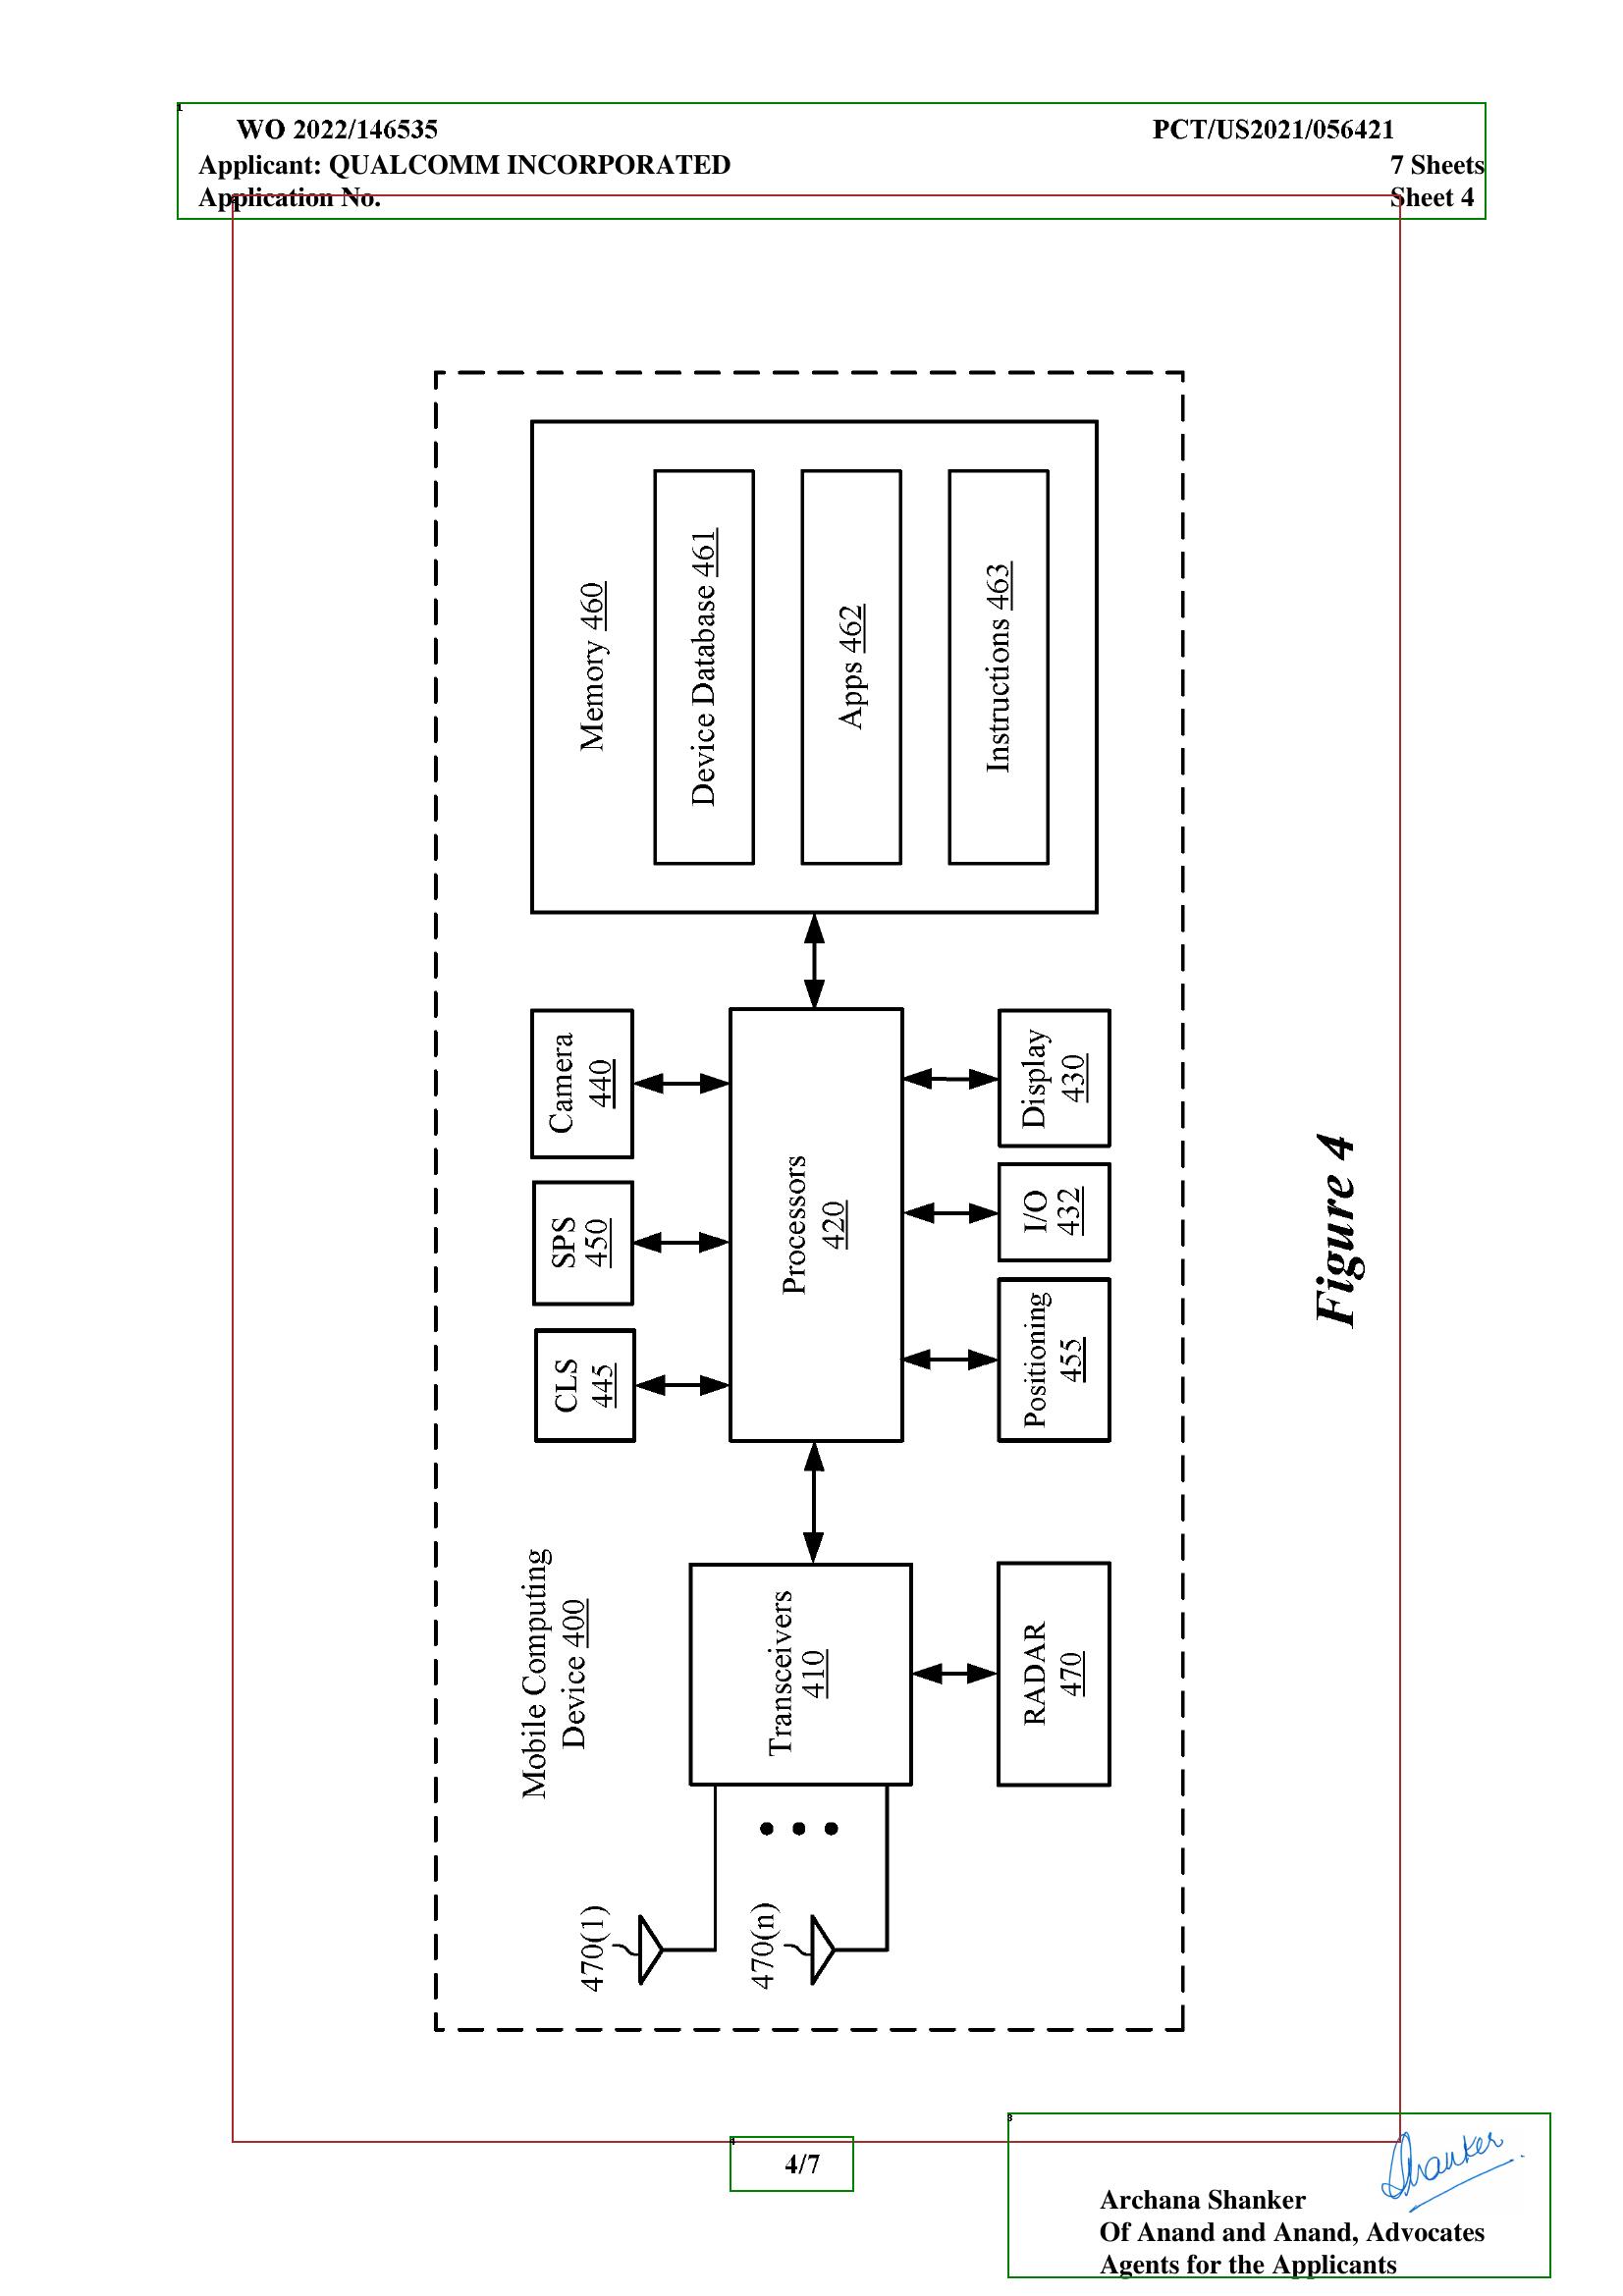 WO 2022/146535 PCT/US2021/056421
Applicant: QUALCOMM INCORPORATED 7 Sheets
Application No. Sheet 4
Mobile Computing
Device 400
470(1)
470(n)
Transceivers
410
RADAR
470
CLS
445
SPS
450
Camera
440
Processors
420
Positioning
455
I/O
432
Display
430
Memory 460
Device Database 461
Apps 462
Instructions 463
Figure 4
4/7
Shanker
Archana Shanker
Of Anand and Anand, Advocates
Agents for the Applicants